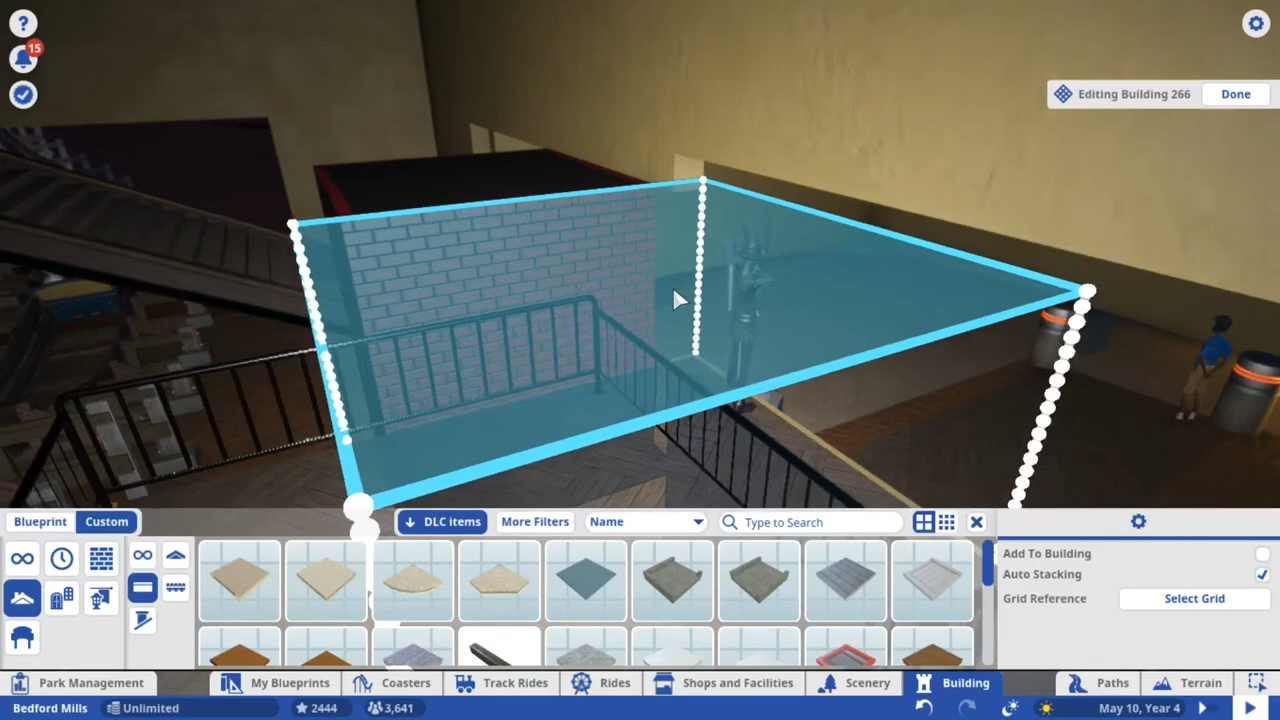 ?
15
Editing Building 266 Done
Blueprint Custom
DLC items More Filters Name Type to Search
Add To Building
Auto Stacking
Grid Reference Select Grid
Park Management My Blueprints Coasters Track Rides Rides Shops and Facilities Scenery Building Paths Terrain
Bedford Mills Unlimited 2444 3,641 May 10, Year 4